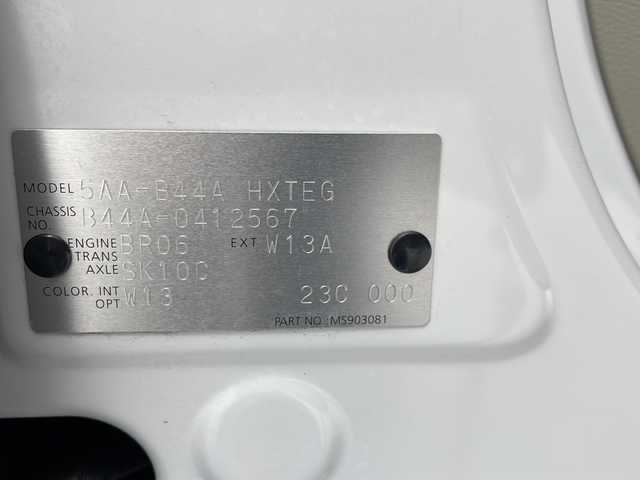 MODEL 5AA-B44A HXTEG
CHASSIS NO. B44A-0412567
ENGINE BR06 EXT W13A
TRANS AXLE SK10C
COLOR. INT OPT W13 23C 000
PART NO : M5903081